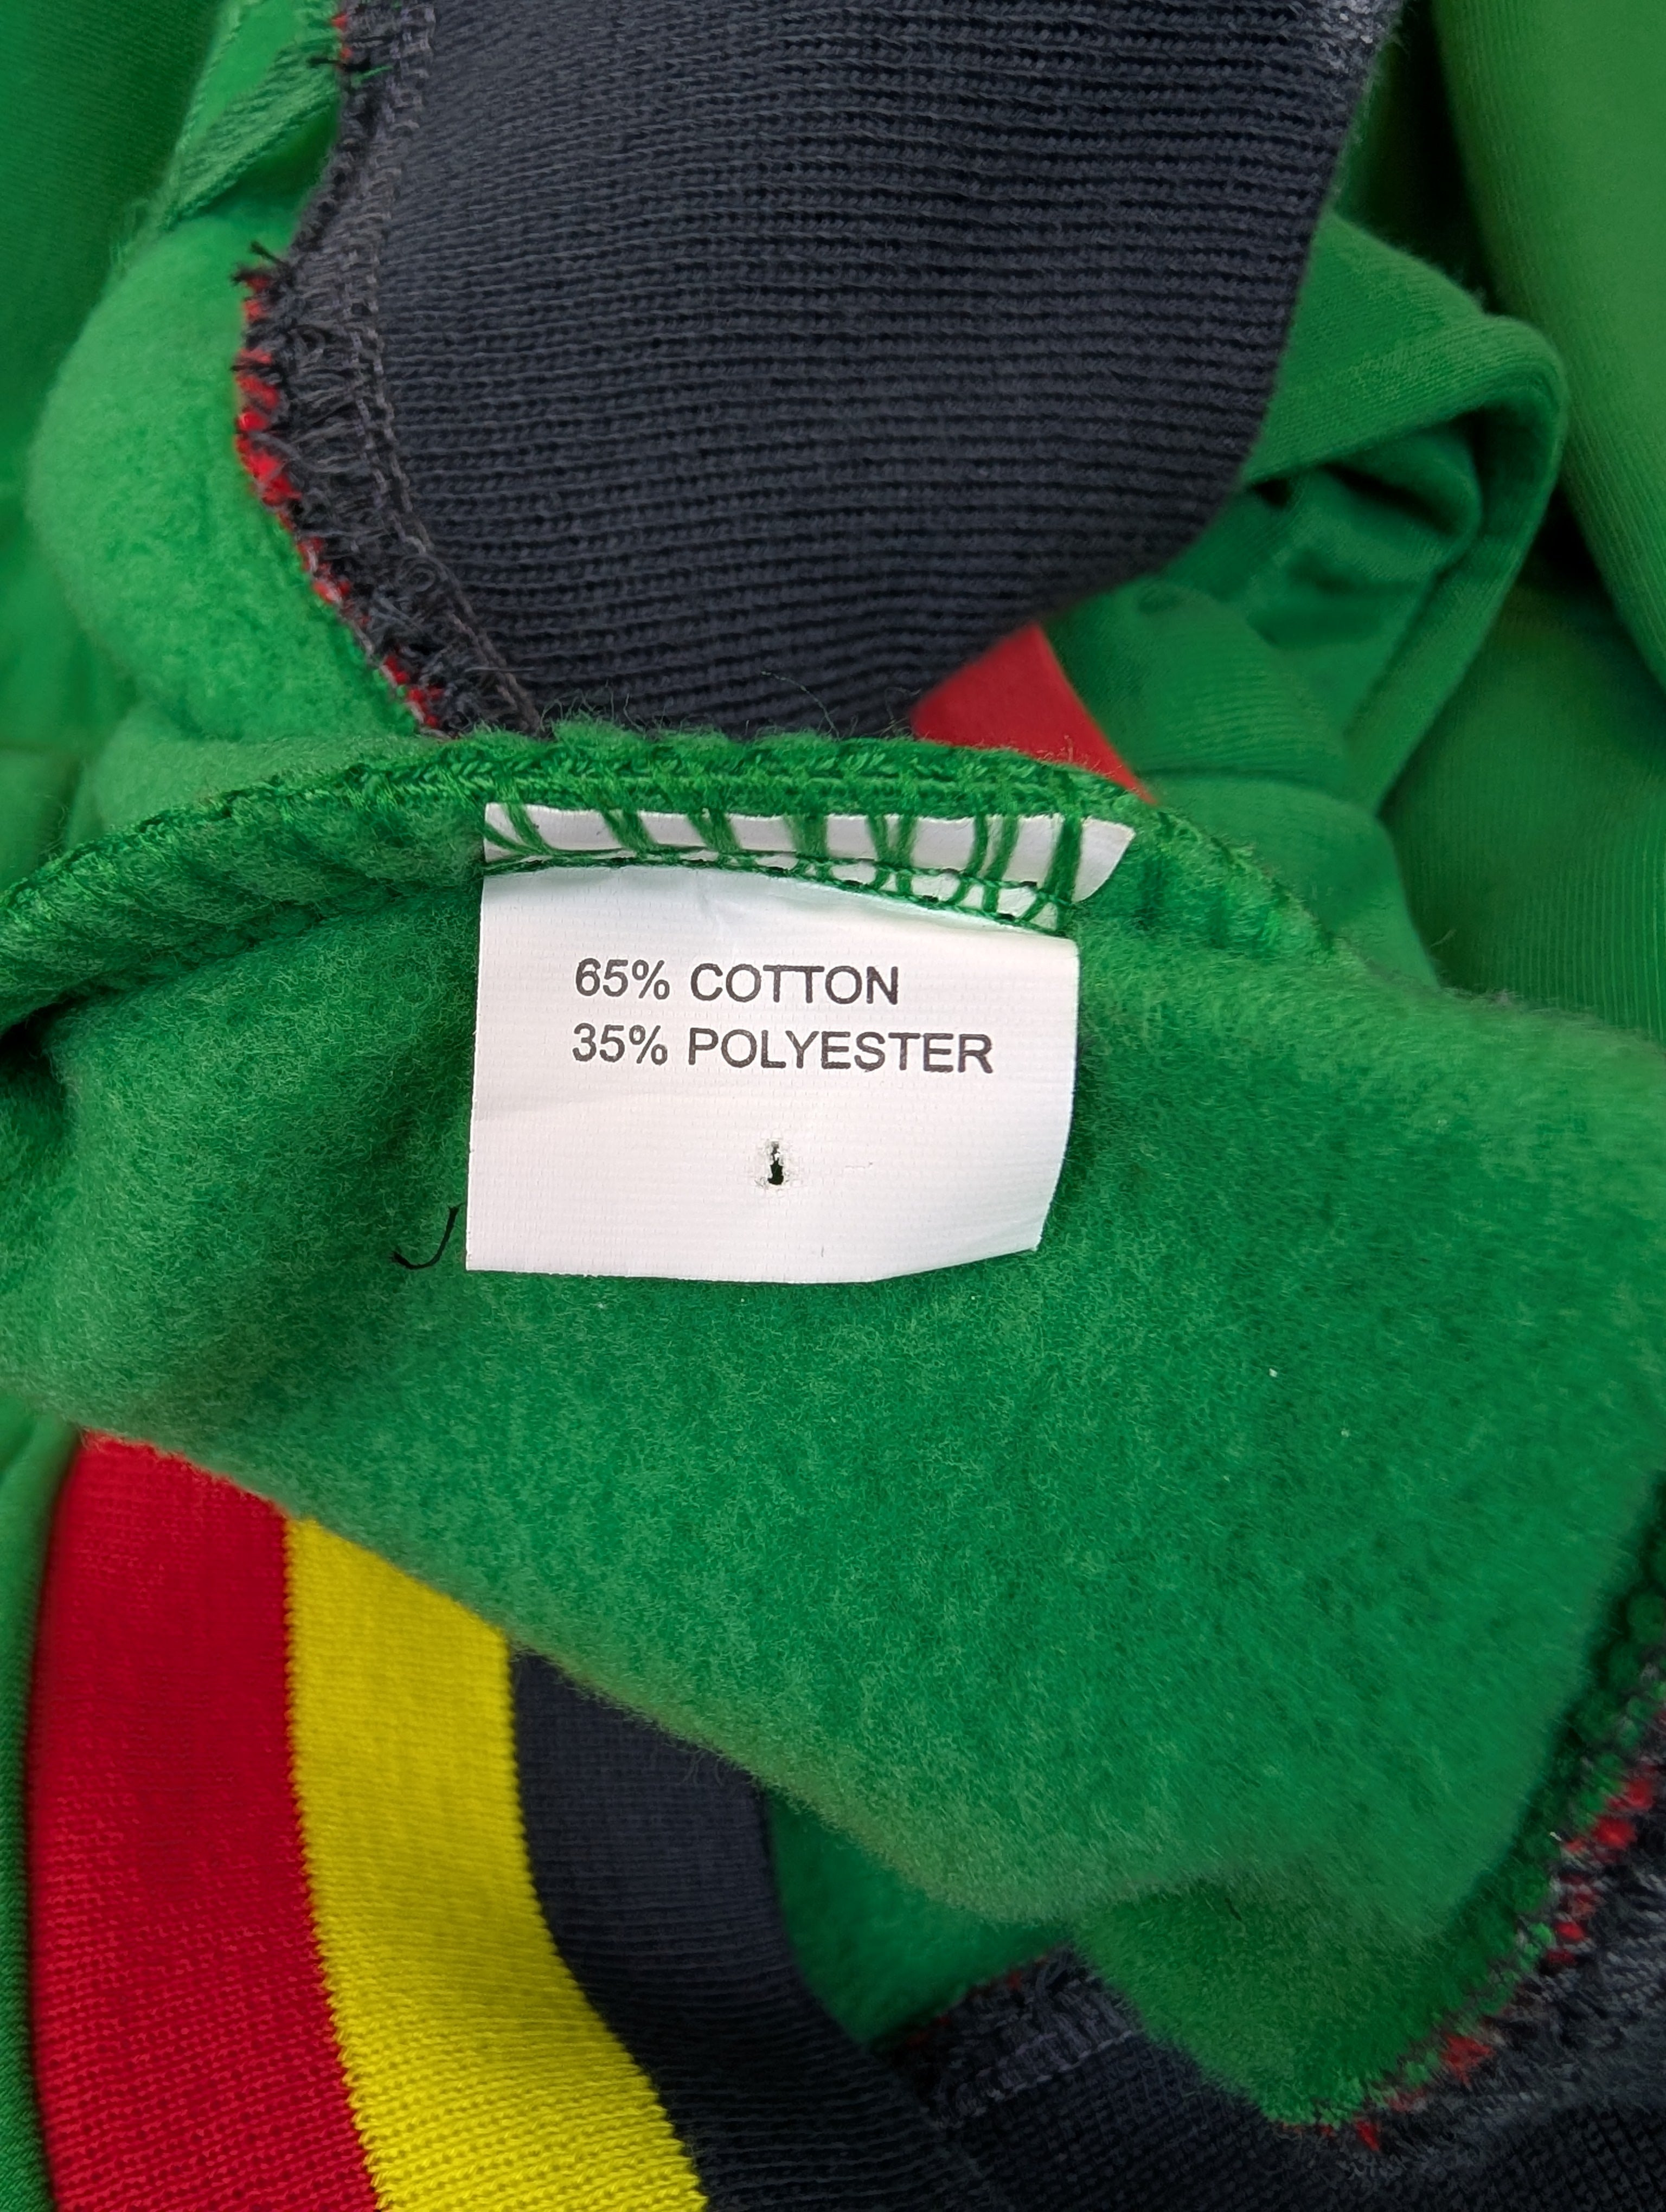 65% COTTON
35% POLYESTER